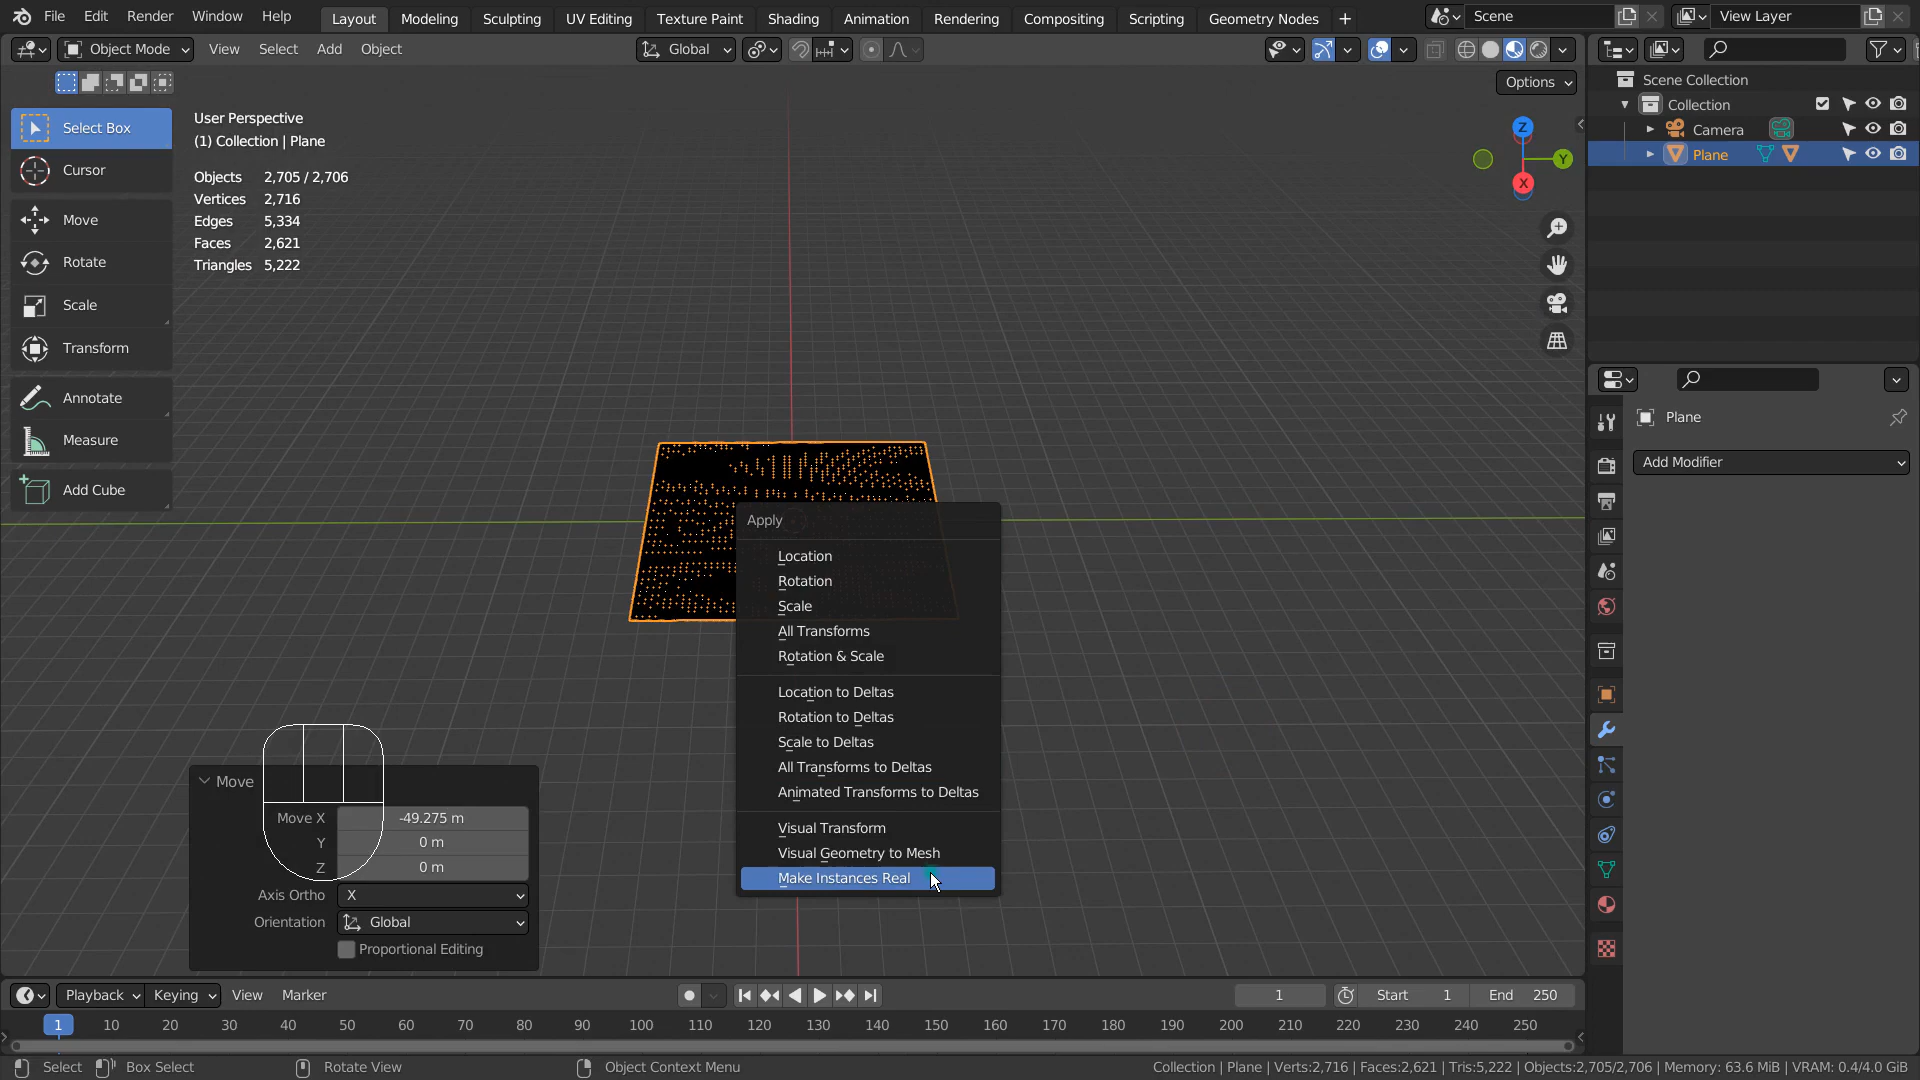 File Edit Render Window Help Layout Modeling Sculpting UV Editing Texture Paint Shading Animation Rendering Compositing Scripting Geometry Nodes + Scene View Layer
Object Mode View Select Add Object Global
Options
Select Box
Cursor
Move
Rotate
Scale
Transform
Annotate
Measure
Add Cube
User Perspective
(1) Collection | Plane
Objects 2,705 / 2,706
Vertices 2,716
Edges 5,334
Faces 2,621
Triangles 5,222
Z
Y
X
Apply
Location
Rotation
Scale
All Transforms
Rotation & Scale
Location to Deltas
Rotation to Deltas
Scale to Deltas
All Transforms to Deltas
Animated Transforms to Deltas
Visual Transform
Visual Geometry to Mesh
Make Instances Real
Move
Move X -49.275 m
Y 0 m
Z 0 m
Axis Ortho X
Orientation Global
Proportional Editing
Scene Collection
Collection
Camera
Plane
Plane
Add Modifier
Playback Keying View Marker 1 Start 1 End 250
1 10 20 30 40 50 60 70 80 90 100 110 120 130 140 150 160 170 180 190 200 210 220 230 240 250
Select Box Select Rotate View Object Context Menu Collection | Plane | Verts:2,716 | Faces:2,621 | Tris:5,222 | Objects:2,705/2,706 | Memory: 63.6 MiB | VRAM: 0.4/4.0 GiB